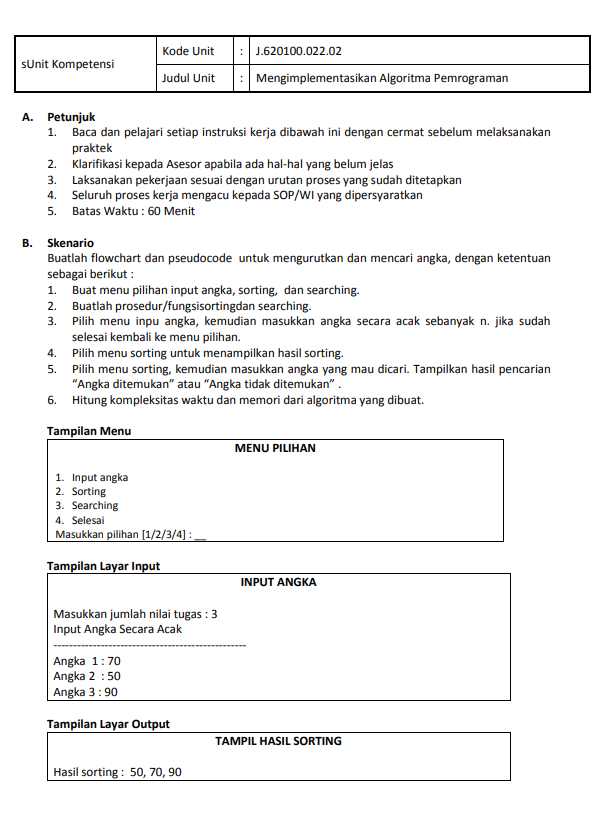 sUnit Kompetensi
Kode Unit : J.620100.022.02
Judul Unit : Mengimplementasikan Algoritma Pemrograman
A. Petunjuk
1. Baca dan pelajari setiap instruksi kerja dibawah ini dengan cermat sebelum melaksanakan
praktek
2. Klarifikasi kepada Asesor apabila ada hal-hal yang belum jelas
3. Laksanakan pekerjaan sesuai dengan urutan proses yang sudah ditetapkan
4. Seluruh proses kerja mengacu kepada SOP/WI yang dipersyaratkan
5. Batas Waktu : 60 Menit
B. Skenario
Buatlah flowchart dan pseudocode untuk mengurutkan dan mencari angka, dengan ketentuan
sebagai berikut :
1. Buat menu pilihan input angka, sorting, dan searching.
2. Buatlah prosedur/fungsisortingdan searching.
3. Pilih menu inpu angka, kemudian masukkan angka secara acak sebanyak n. jika sudah
selesai kembali ke menu pilihan.
4. Pilih menu sorting untuk menampilkan hasil sorting.
5. Pilih menu sorting, kemudian masukkan angka yang mau dicari. Tampilkan hasil pencarian
“Angka ditemukan” atau “Angka tidak ditemukan” .
6. Hitung kompleksitas waktu dan memori dari algoritma yang dibuat.
Tampilan Menu
MENU PILIHAN
1. Input angka
2. Sorting
3. Searching
4. Selesai
Masukkan pilihan [1/2/3/4] : __
Tampilan Layar Input
INPUT ANGKA
Masukkan jumlah nilai tugas : 3
Input Angka Secara Acak
-------------------------------------------------
Angka 1 : 70
Angka 2 : 50
Angka 3 : 90
Tampilan Layar Output
TAMPIL HASIL SORTING
Hasil sorting : 50, 70, 90